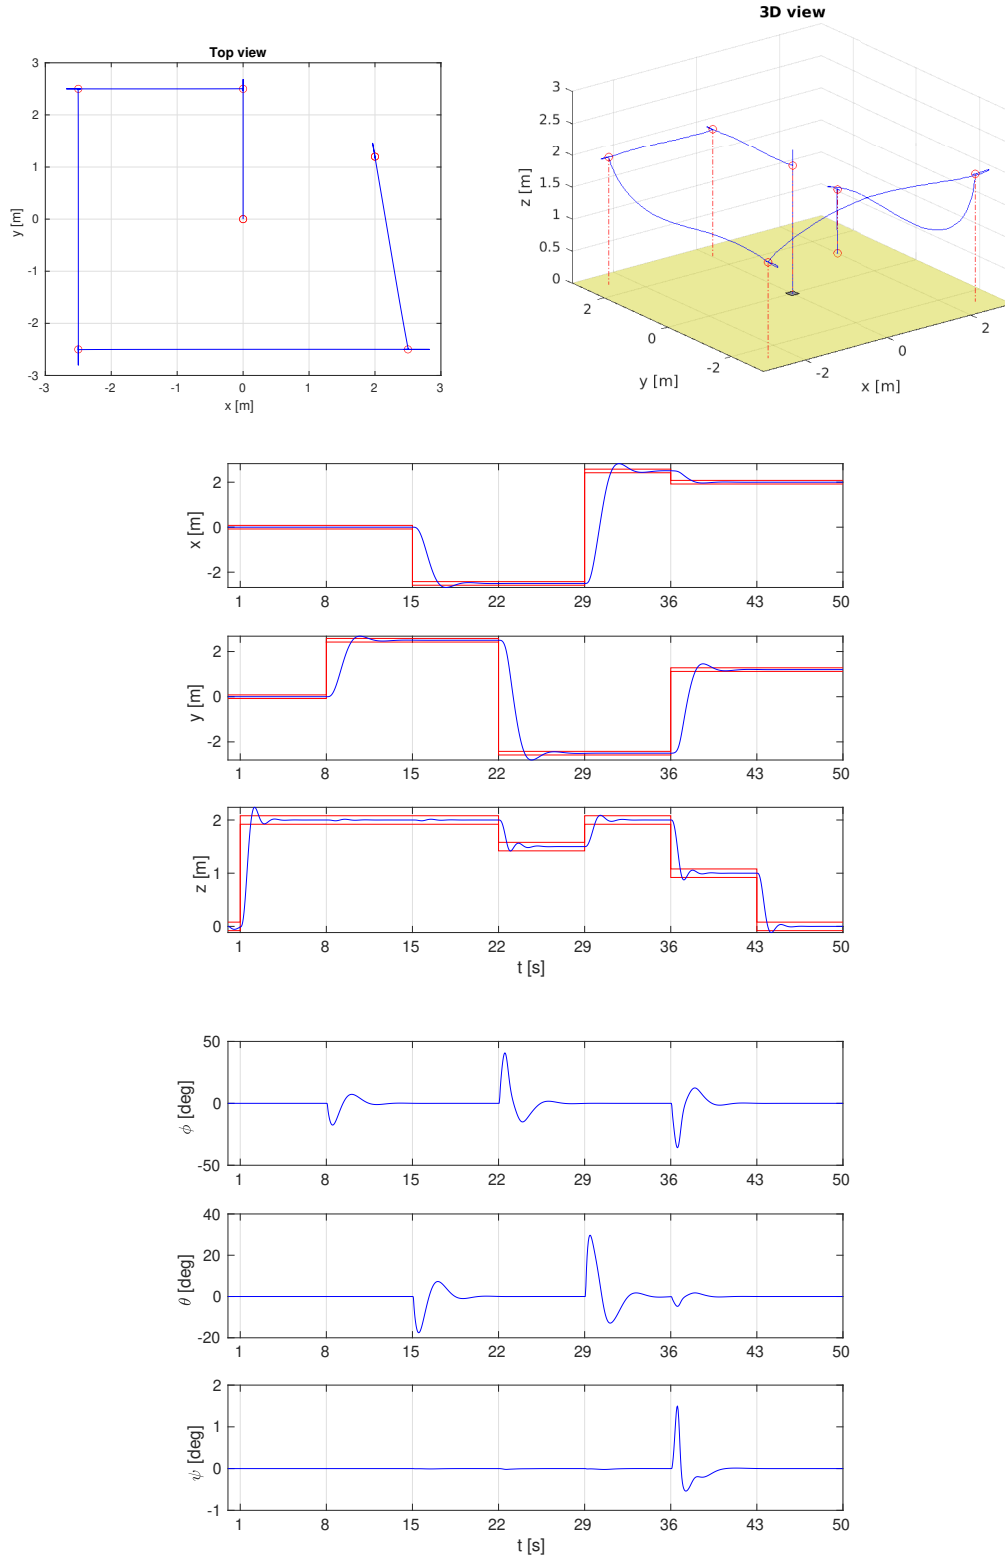 Top view
3
2
1
0
-1
-2
-3
y [m]
-3 -2 -1 0 1 2 3
x [m]
3D view
3
2.5
2
1.5
1
0.5
0
z [m]
2
0
-2
y [m]
-2
0
2
x [m]
2
0
-2
x [m]
1 8 15 22 29 36 43 50
2
0
-2
y [m]
1 8 15 22 29 36 43 50
2
1
0
z [m]
1 8 15 22 29 36 43 50
t [s]
50
0
-50
ϕ [deg]
1 8 15 22 29 36 43 50
40
20
0
-20
θ [deg]
1 8 15 22 29 36 43 50
2
1
0
-1
ψ [deg]
1 8 15 22 29 36 43 50
t [s]